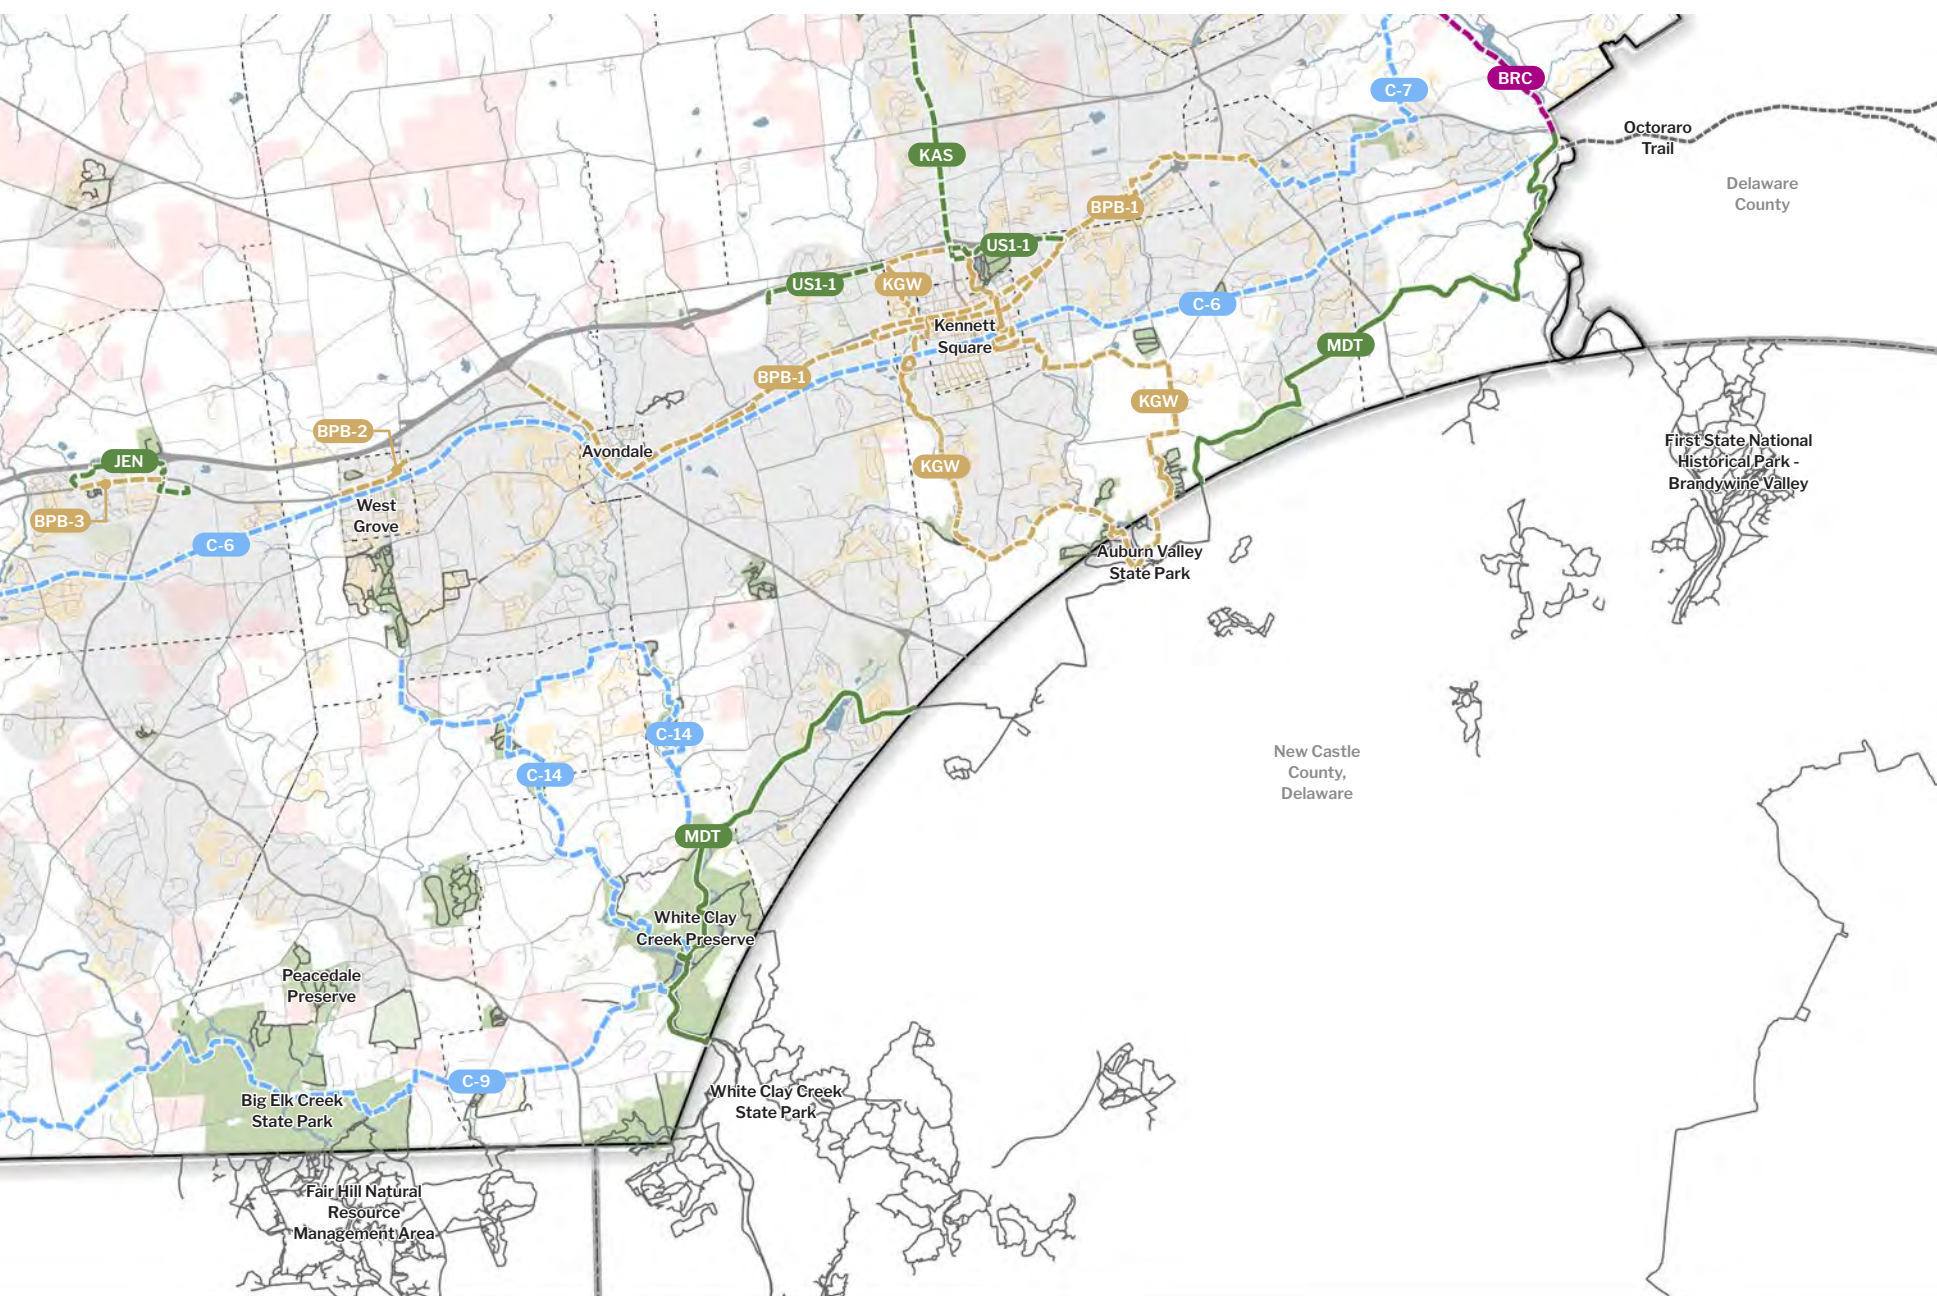 BRC
C-7
Octoraro
Trail
KAS
Delaware
County
BPB-1
US1-1
US1-1
KGW
C-6
Kennett
Square
MDT
BPB-1
KGW
BPB-2
First State National
Historical Park -
Brandywine Valley
Avondale
JEN
KGW
West
Grove
BPB-3
C-6
Auburn Valley
State Park
C-14
New Castle
County,
Delaware
C-14
MDT
White Clay
Creek Preserve
Peacedale
Preserve
C-9
White Clay Creek
State Park
Big Elk Creek
State Park
Fair Hill Natural
Resource
Management Area